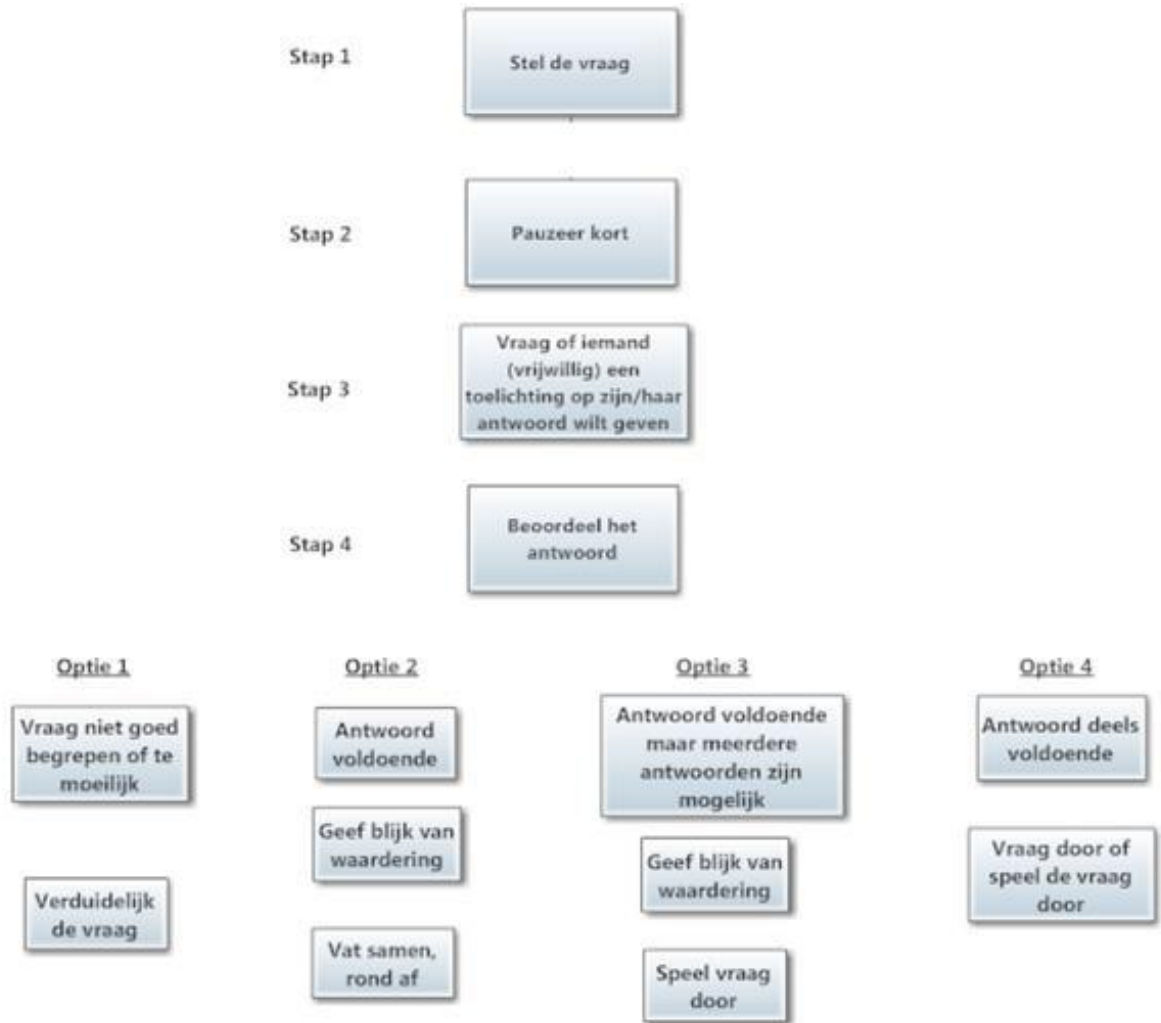 Stap 1
Stel de vraag
Stap 2
Pauzeer kort
Stap 3
Vraag of iemand
(vrijwillig) een
toelichting op zijn/haar
antwoord wilt geven
Stap 4
Beoordeel het
antwoord
Optie 1
Vraag niet goed
begrepen of te
moeilijk
Verduidelijk
de vraag
Optie 2
Antwoord
voldoende
Geef blijk van
waardering
Vat samen,
rond af
Optie 3
Antwoord voldoende
maar meerdere
antwoorden zijn
mogelijk
Geef blijk van
waardering
Speel vraag
door
Optie 4
Antwoord deels
voldoende
Vraag door of
speel de vraag
door